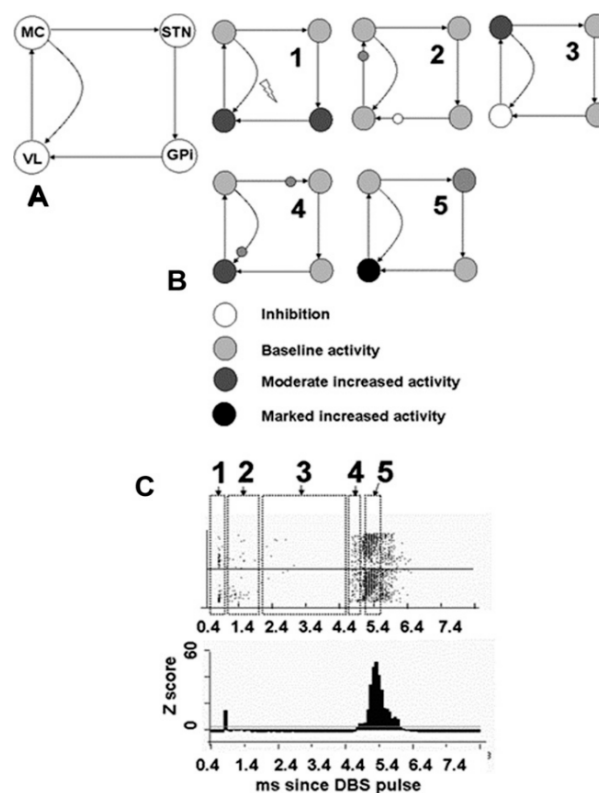 MC STN 1 2 3
VL GPi
A
4 5
B
Inhibition
Baseline activity
Moderate increased activity
Marked increased activity
C 1 2 3 4 5
0.4 1.4 2.4 3.4 4.4 5.4 6.4 7.4
60
Z score
0
0.4 1.4 2.4 3.4 4.4 5.4 6.4 7.4
ms since DBS pulse